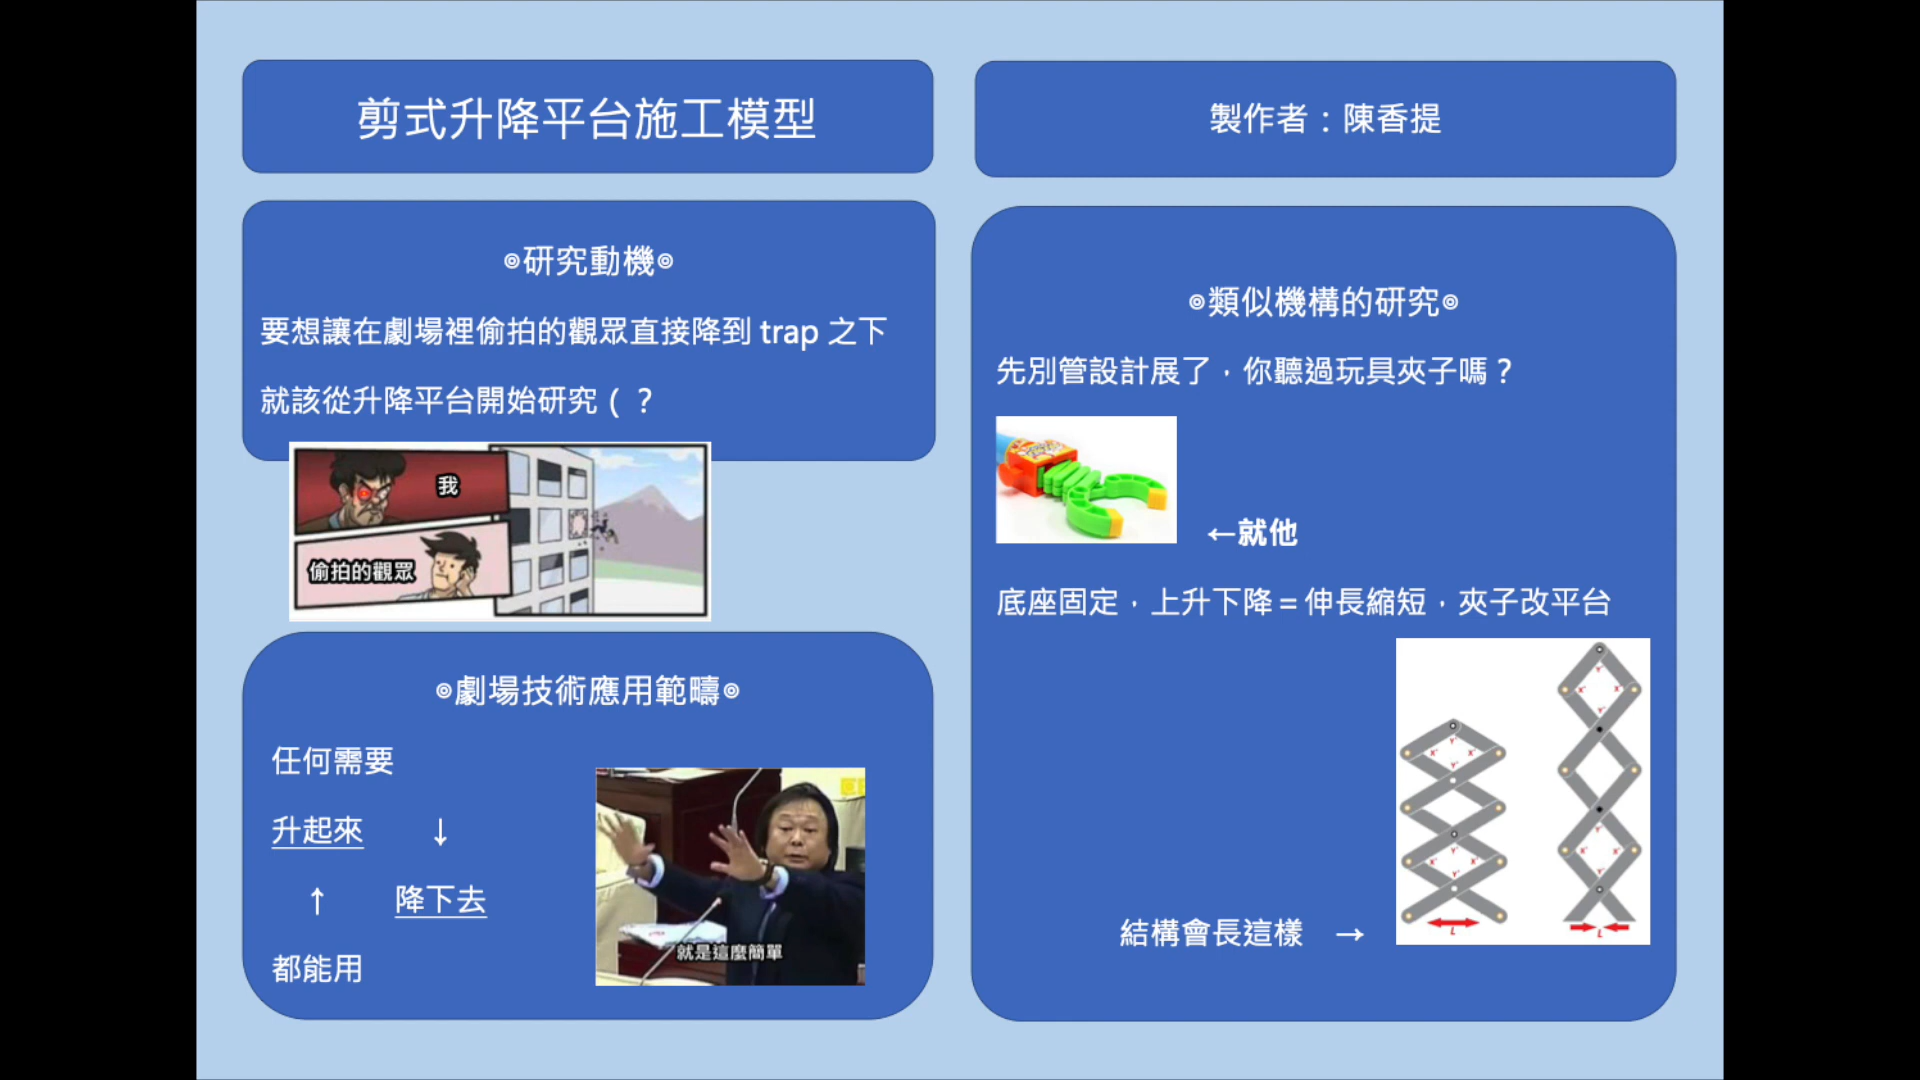 剪式升降平台施工模型
製作者：陳香提
◎研究動機◎
要想讓在劇場裡偷拍的觀眾直接降到 trap 之下
就該從升降平台開始研究(？
我
偷拍的觀眾
◎劇場技術應用範疇◎
任何需要
升起來 ↓
↑ 降下去
都能用
就是這麼簡單
◎類似機構的研究◎
先別管設計展了，你聽過玩具夾子嗎？
←就他
底座固定，上升下降=伸長縮短，夾子改平台
Y° X° X° Y°
Y° X° X° Y°
L
Y° X° X° Y°
Y° X° X° Y°
L
結構會長這樣 →